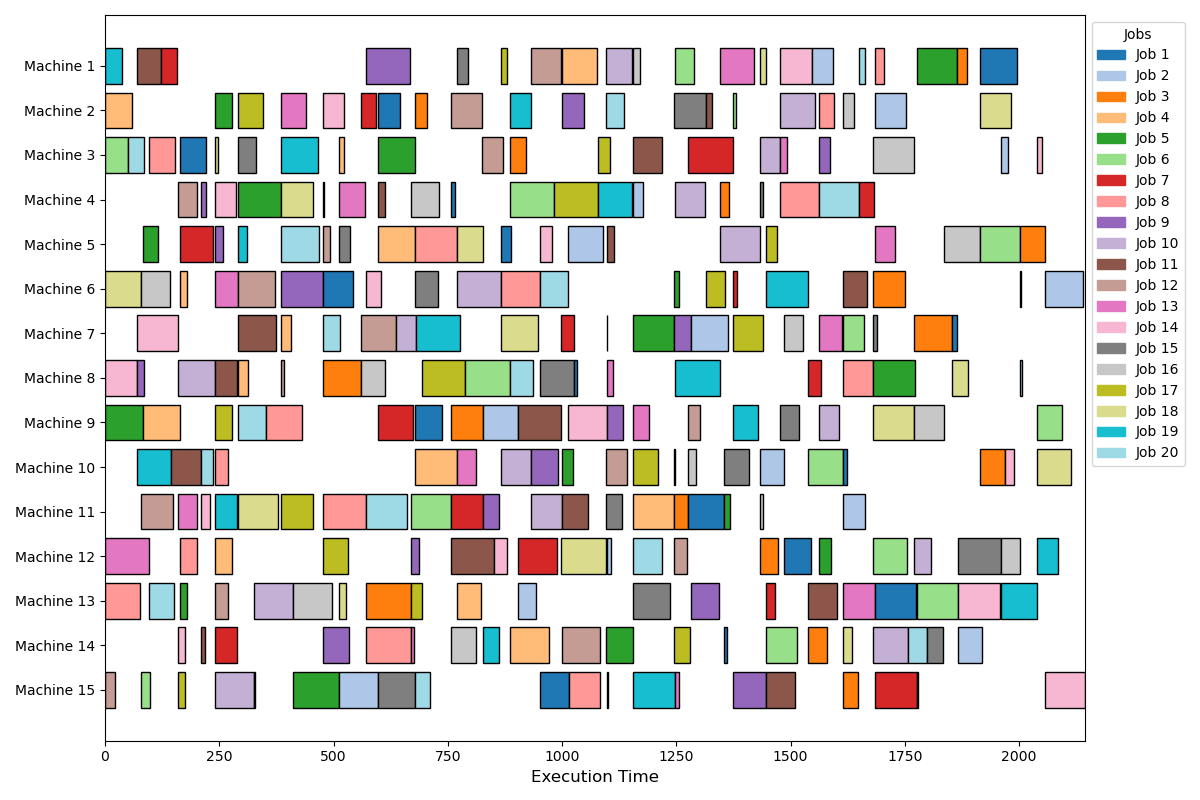 Machine 1
Machine 2
Machine 3
Machine 4
Machine 5
Machine 6
Machine 7
Machine 8
Machine 9
Machine 10
Machine 11
Machine 12
Machine 13
Machine 14
Machine 15
0 250 500 750 1000 1250 1500 1750 2000
Execution Time
Jobs
Job 1
Job 2
Job 3
Job 4
Job 5
Job 6
Job 7
Job 8
Job 9
Job 10
Job 11
Job 12
Job 13
Job 14
Job 15
Job 16
Job 17
Job 18
Job 19
Job 20